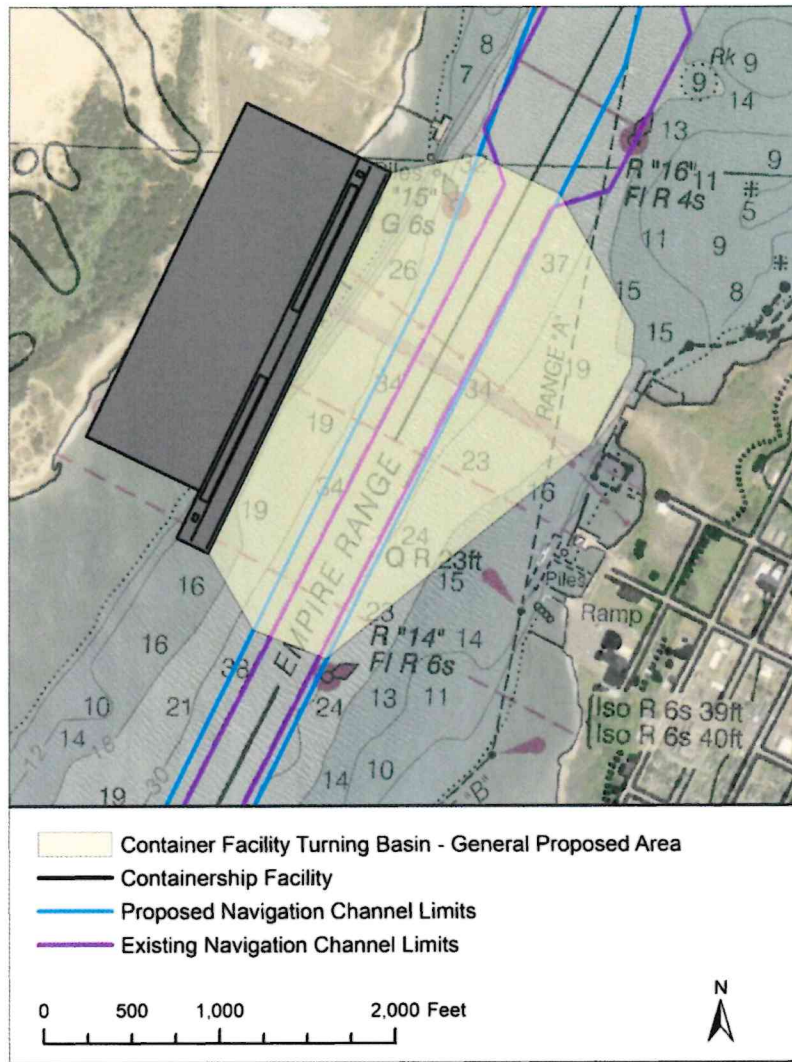 8
7
Rk
9
9
14
13
R "16"
Fl R 4s
11
9
5
Piles
"15"
G 6s
26
37
11
9
15
8
15
RANGE "A"
19
34
34
19
23
34
16
19
24
Q R 23ft
15
16
EMPIRE RANGE
Piles
Ramp
23
R "14"
Fl R 6s
14
16
38
24
13
11
10
21
14
12
18
30
14
10
19
"B"
Iso R 6s 39ft
Iso R 6s 40ft
Container Facility Turning Basin - General Proposed Area
Containership Facility
Proposed Navigation Channel Limits
Existing Navigation Channel Limits
0 500 1,000 2,000 Feet
N